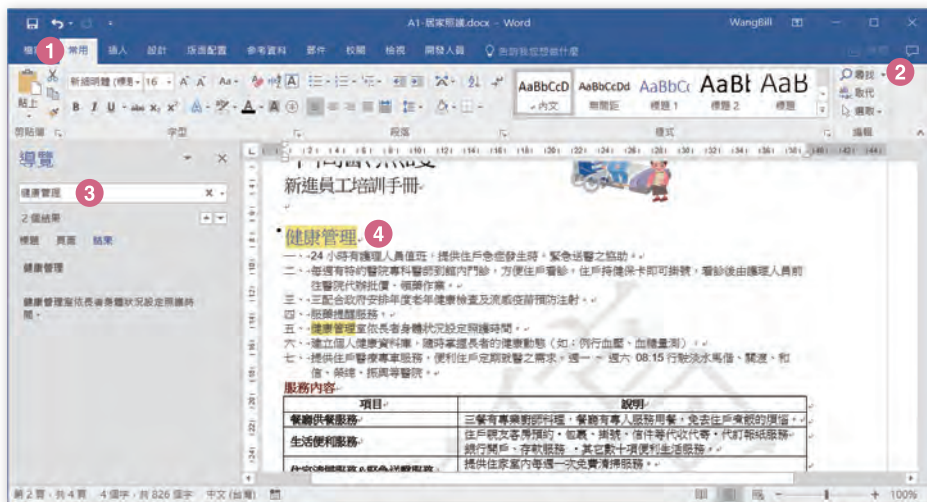 A1-居家照護.docx - Word
WangBill
1
常用
插入
設計
版面配置
參考資料
郵件
校閱
檢視
開發人員
2
貼上
新細明體 (標題
16
AaBbCcD
AaBbCcDd
AaBbCc
AaBb
AaB
內文
無間距
標題 1
標題 2
標題
尋找
取代
選取
剪貼簿
字型
段落
樣式
編輯
導覽
健康管理
3
2 個結果
標題
頁面
結果
健康管理
健康管理室依長者身體狀況設定照護時
間。
新進員工培訓手冊
健康管理
4
一、24 小時有護理人員值班，提供住戶急症發生時，緊急送醫之協助。
二、每週有特約醫院專科醫師到館內門診，方便住戶看診，住戶持健保卡即可掛號，看診後由護理人員前
往醫院代辦批價、領藥作業。
三、三配合政府安排年度老年健康檢查及流感疫苗預防注射。
四、服藥提醒服務。
五、健康管理室依長者身體狀況設定照護時間。
六、建立個人健康資料庫，隨時掌握長者的健康動態（如：例行血壓、血糖量測）。
七、提供住戶醫療專車服務，便利住戶定期就醫之需求。週一 ~ 週六 08.15 行駛淡水馬偕、關渡、和
信、榮總、振興等醫院。
服務內容
項目
說明
餐廳供餐服務
三餐有專業廚師料理，餐廳有專人服務用餐，免去住戶煮飯的煩惱。
生活便利服務
住戶親友客房預約，包裹、掛號、信件等代收代寄，代訂報紙服務
銀行開戶、存款服務 ，其它數十項便利生活服務。
提供住家室內每週一次免費清掃服務。
第 2 頁，共 4 頁
4 個字，共 826 個字
中文 (台灣)
100%